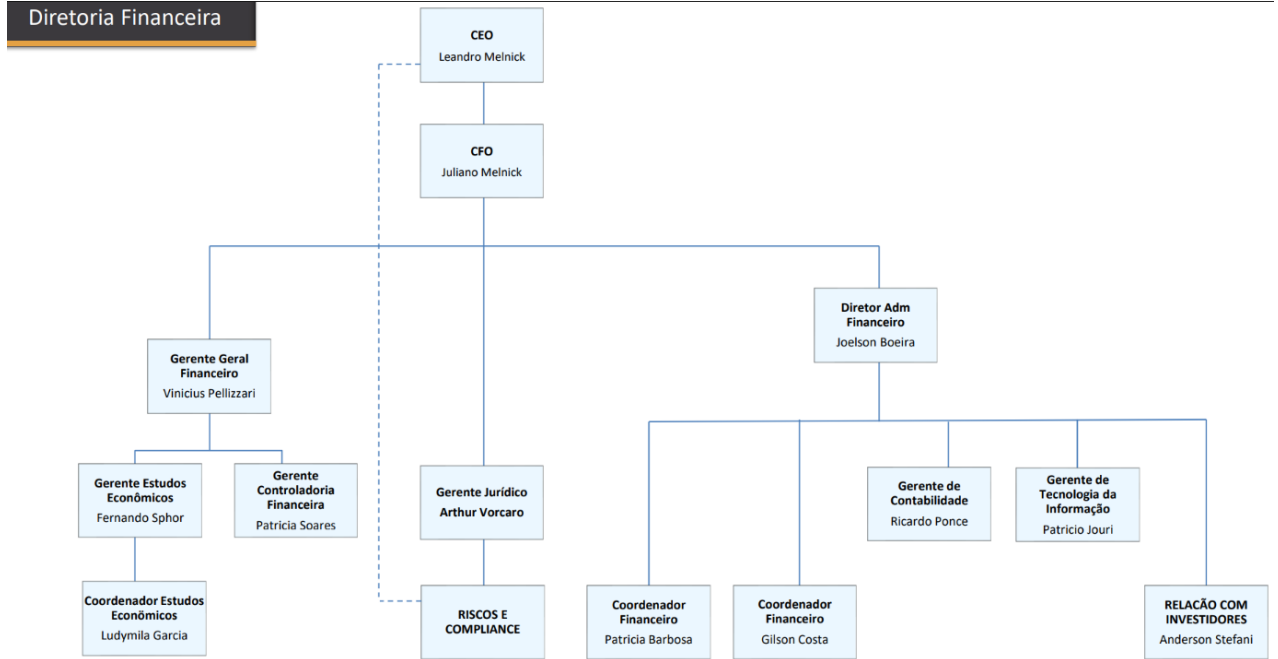 Diretoria Financeira
CEO
Leandro Melnick
CFO
Juliano Melnick
Diretor Adm
Financeiro
Joelson Boeira
Gerente Geral
Financeiro
Vinicius Pellizzari
Gerente Estudos
Econômicos
Fernando Sphor
Gerente
Controladoria
Financeira
Patricia Soares
Gerente Jurídico
Arthur Vorcaro
Gerente de
Contabilidade
Ricardo Ponce
Gerente de
Tecnologia da
Informação
Patricio Jouri
Coordenador Estudos
Econômicos
Ludymila Garcia
RISCOS E
COMPLIANCE
Coordenador
Financeiro
Patricia Barbosa
Coordenador
Financeiro
Gilson Costa
RELACÃO COM
INVESTIDORES
Anderson Stefani